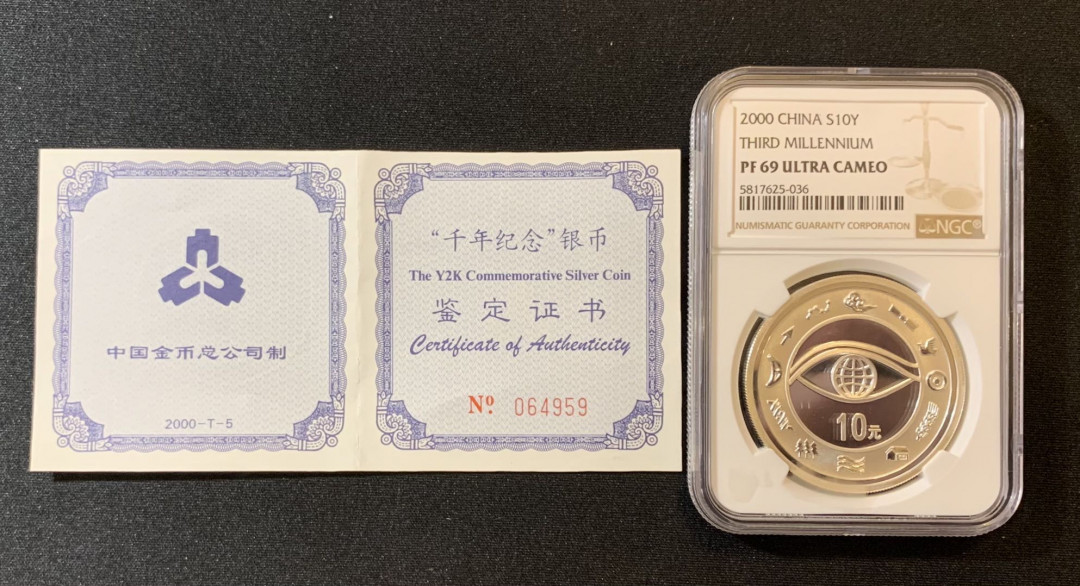 中国金币总公司制
2000-T-5
“千年纪念”银币
The Y2K Commemorative Silver Coin
鉴定证书
Certificate of Authenticity
Nº 064959
2000 CHINA S10Y
THIRD MILLENNIUM
PF 69 ULTRA CAMEO
5817625-036
NUMISMATIC GUARANTY CORPORATION
NGC®
10元